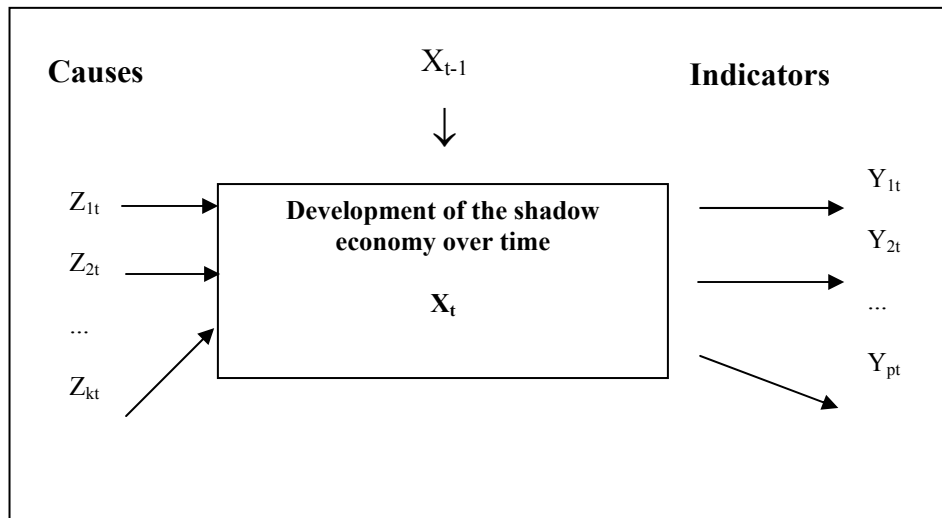 Causes
X_{t-1}
Indicators
Z_{1t}
Z_{2t}
...
Z_{kt}
Development of the shadow
economy over time
X_t
Y_{1t}
Y_{2t}
...
Y_{pt}